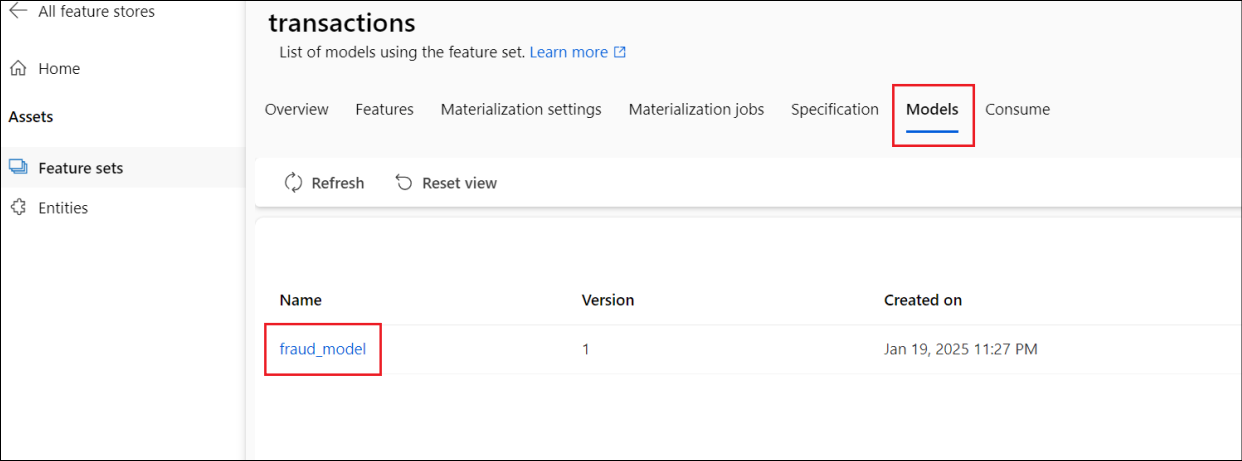 All feature stores
Home
Assets
Feature sets
Entities
transactions
List of models using the feature set. Learn more
Overview Features Materialization settings Materialization jobs Specification Models Consume
Refresh Reset view
Name Version Created on
fraud_model 1 Jan 19, 2025 11:27 PM